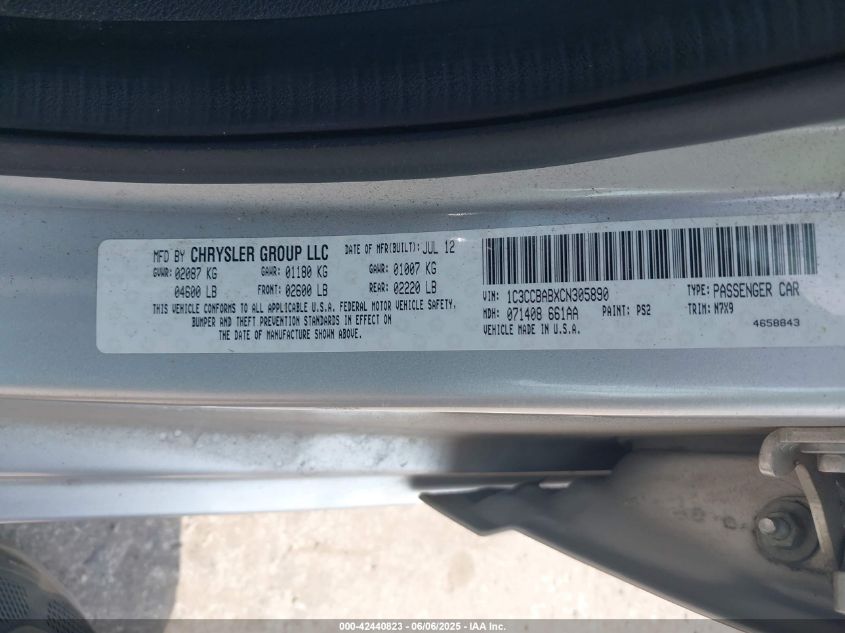 MFD BY CHRYSLER GROUP LLC DATE OF MFR(BUILT): JUL 12
GVWR: 02087 KG GAWR: 01180 KG GAWR: 01007 KG
04600 LB FRONT: 02600 LB REAR: 02220 LB
THIS VEHICLE CONFORMS TO ALL APPLICABLE U.S.A. FEDERAL MOTOR VEHICLE SAFETY,
BUMPER AND THEFT PREVENTION STANDARDS IN EFFECT ON
THE DATE OF MANUFACTURE SHOWN ABOVE.
VIN: 1C3CCBABXCN305890 TYPE: PASSENGER CAR
MDH: 071408 661AA PAINT: PS2 TRIM: M7X9
VEHICLE MADE IN U.S.A. 4658843
000-42440823 - 06/06/2025 - IAA Inc.